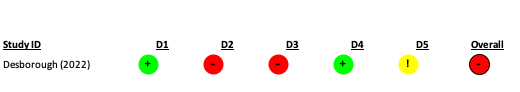 Study ID D1 D2 D3 D4 D5 Overall
Desborough (2022) + - - + ! -